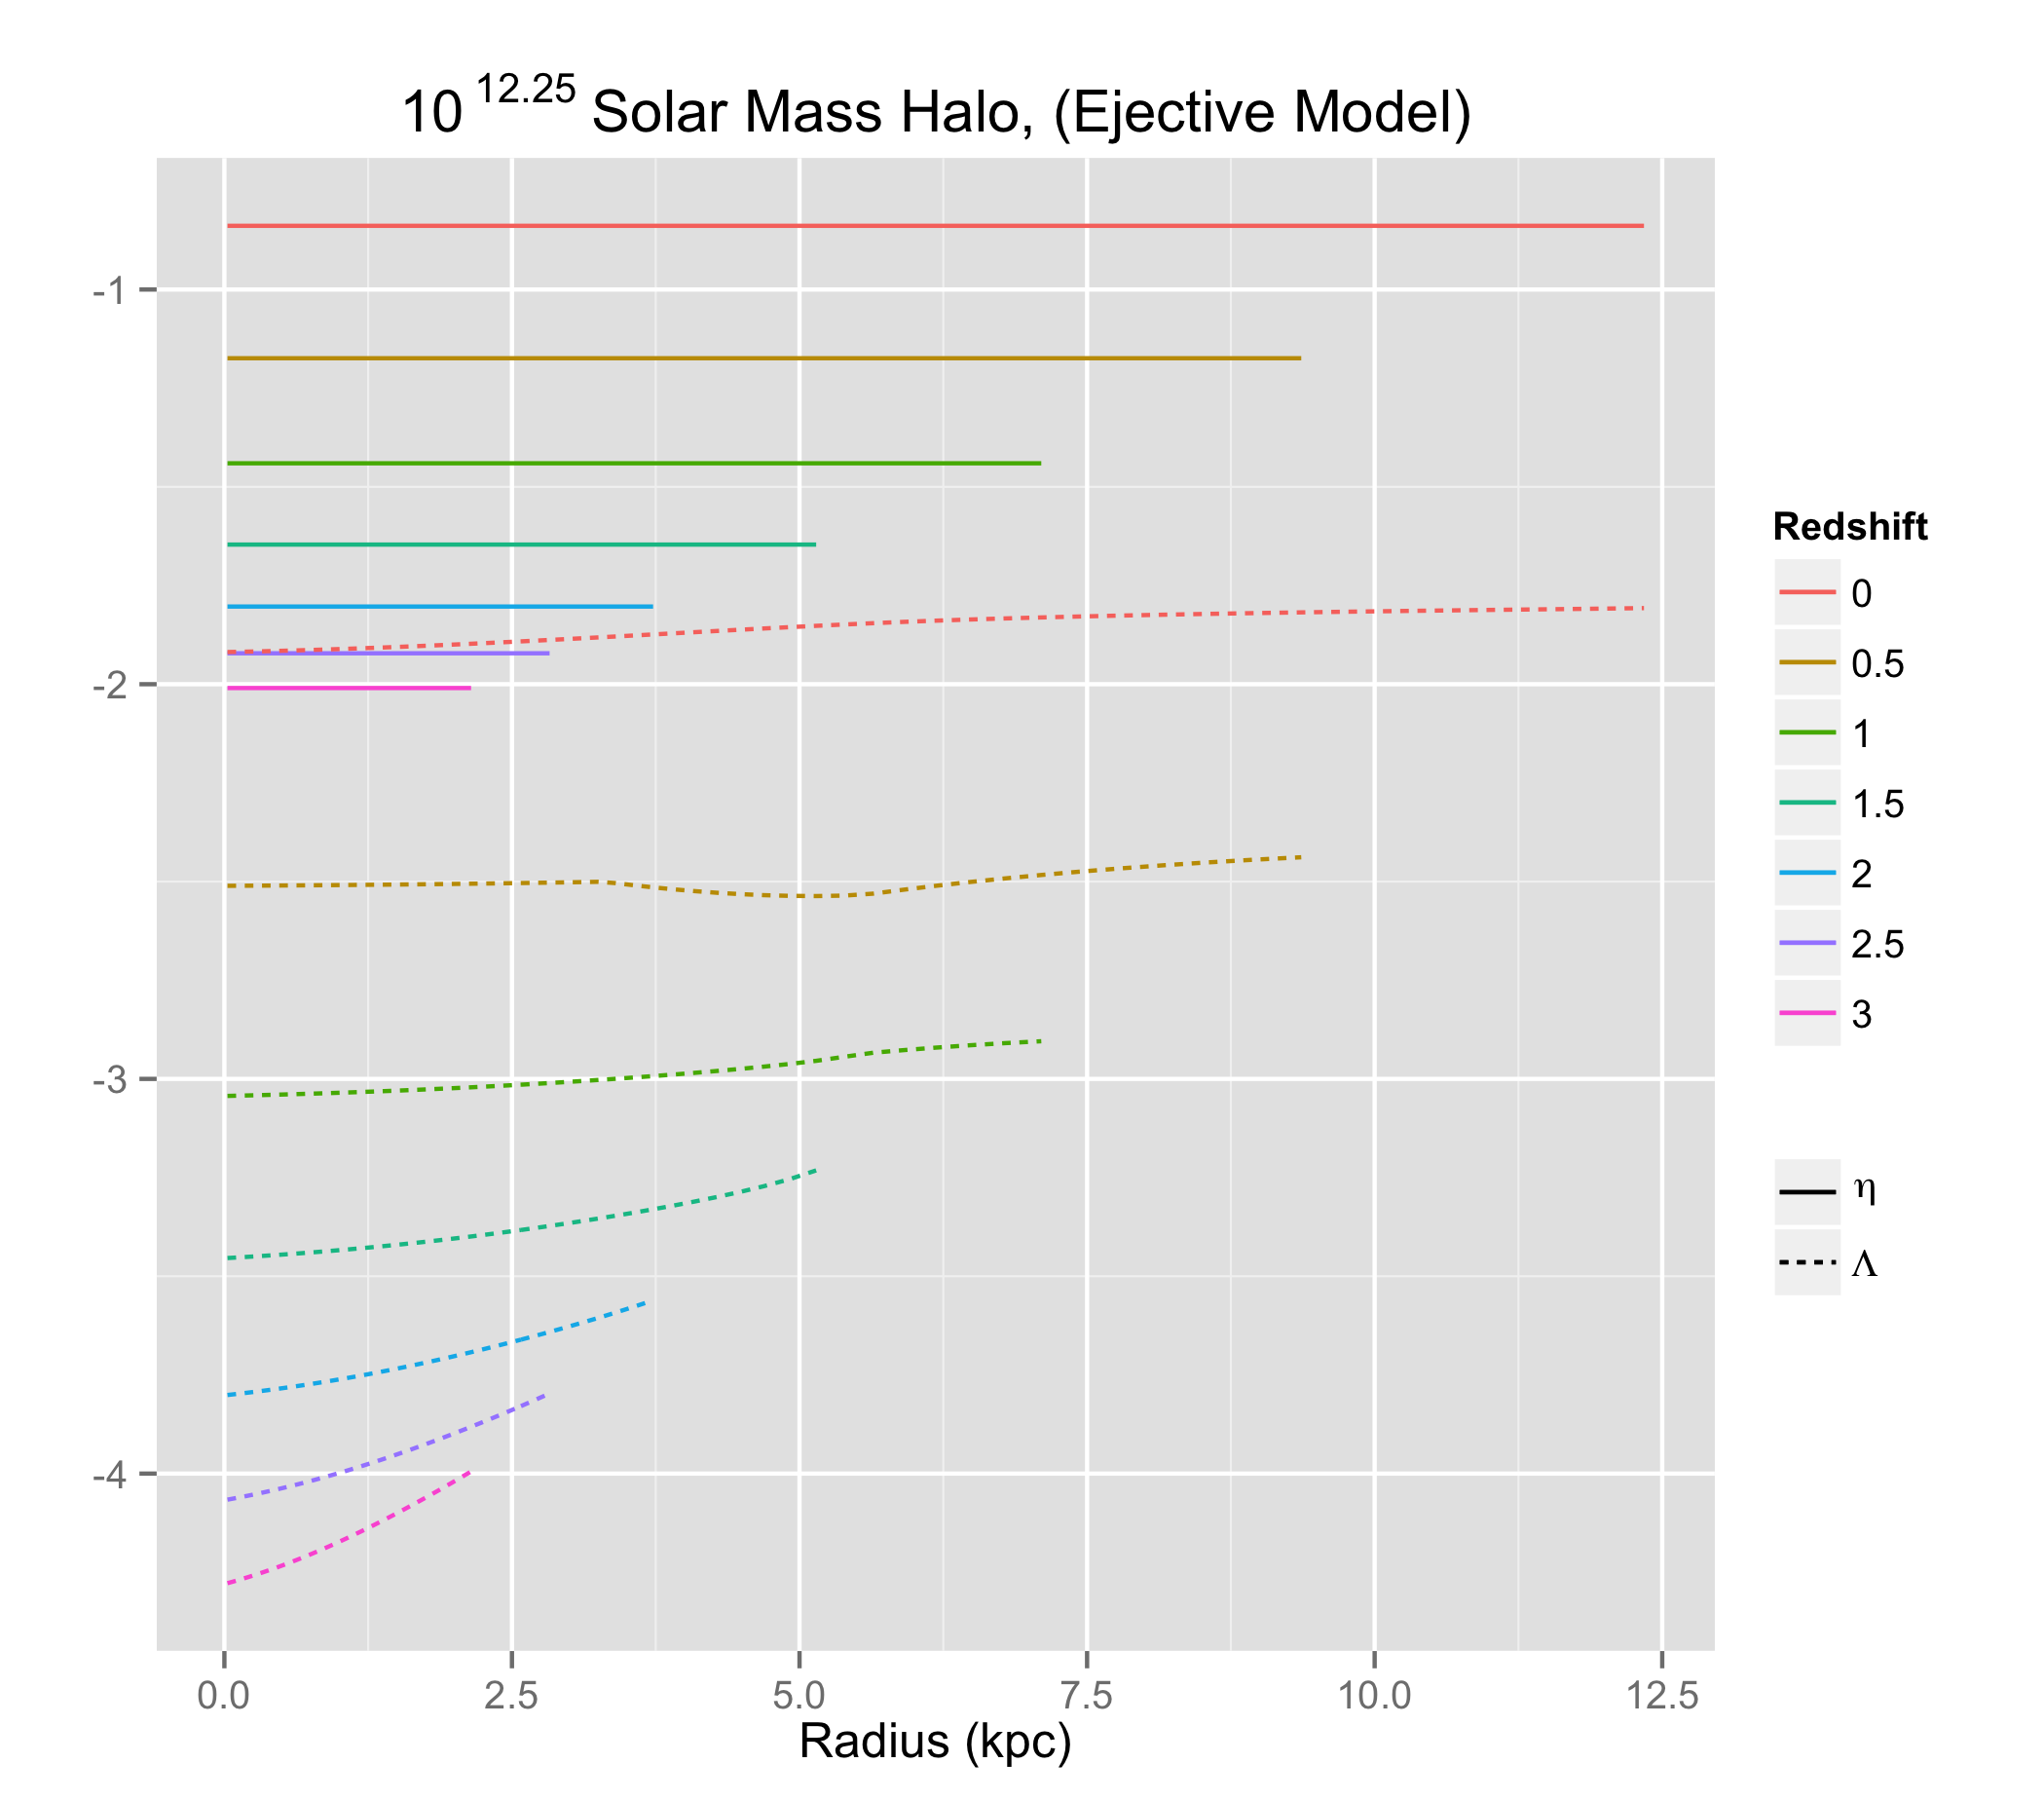 10^12.25 Solar Mass Halo, (Ejective Model)
-1
-2
-3
-4
0.0 2.5 5.0 7.5 10.0 12.5
Radius (kpc)
Redshift
0
0.5
1
1.5
2
2.5
3
η
Λ